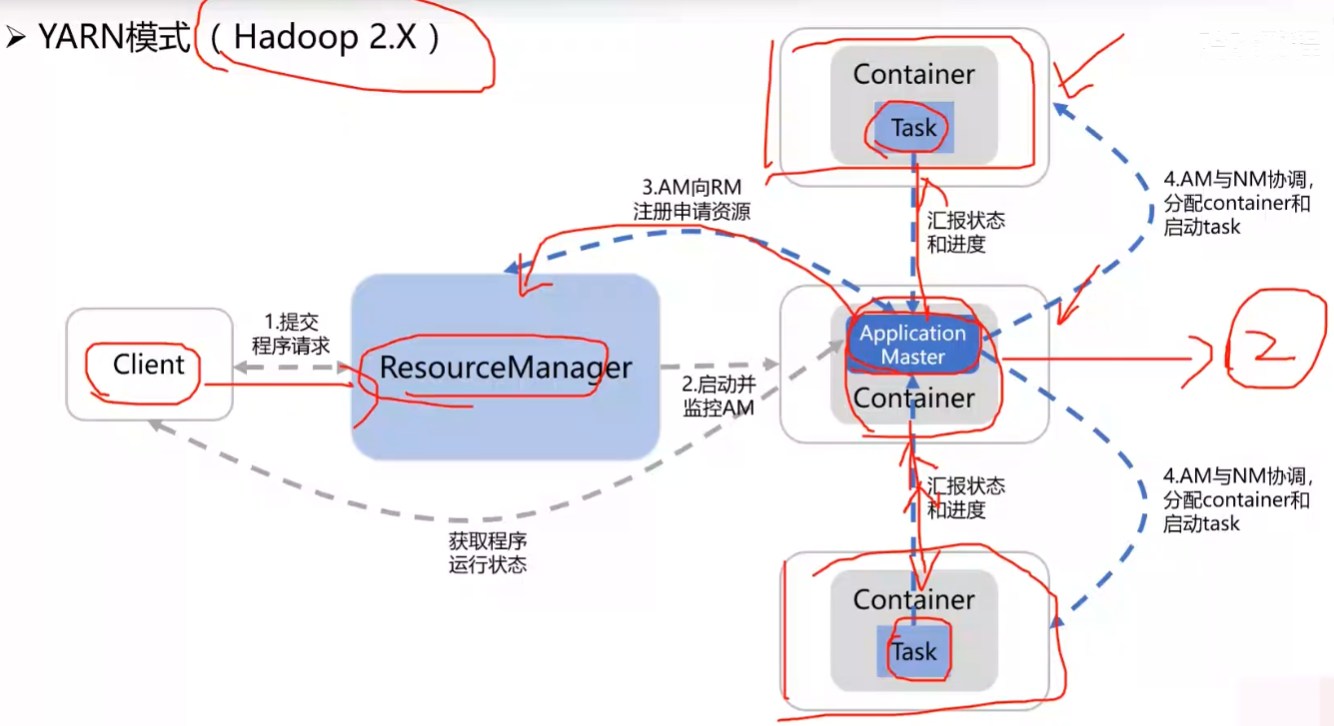 ➢ YARN模式（Hadoop 2.X）
Container
Task
3.AM向RM
注册申请资源
汇报状态
和进度
4.AM与NM协调，
分配container和
启动task
1.提交
程序请求
Client
ResourceManager
2.启动并
监控AM
Application
Master
Container
2
获取程序
运行状态
汇报状态
和进度
4.AM与NM协调，
分配container和
启动task
Container
Task